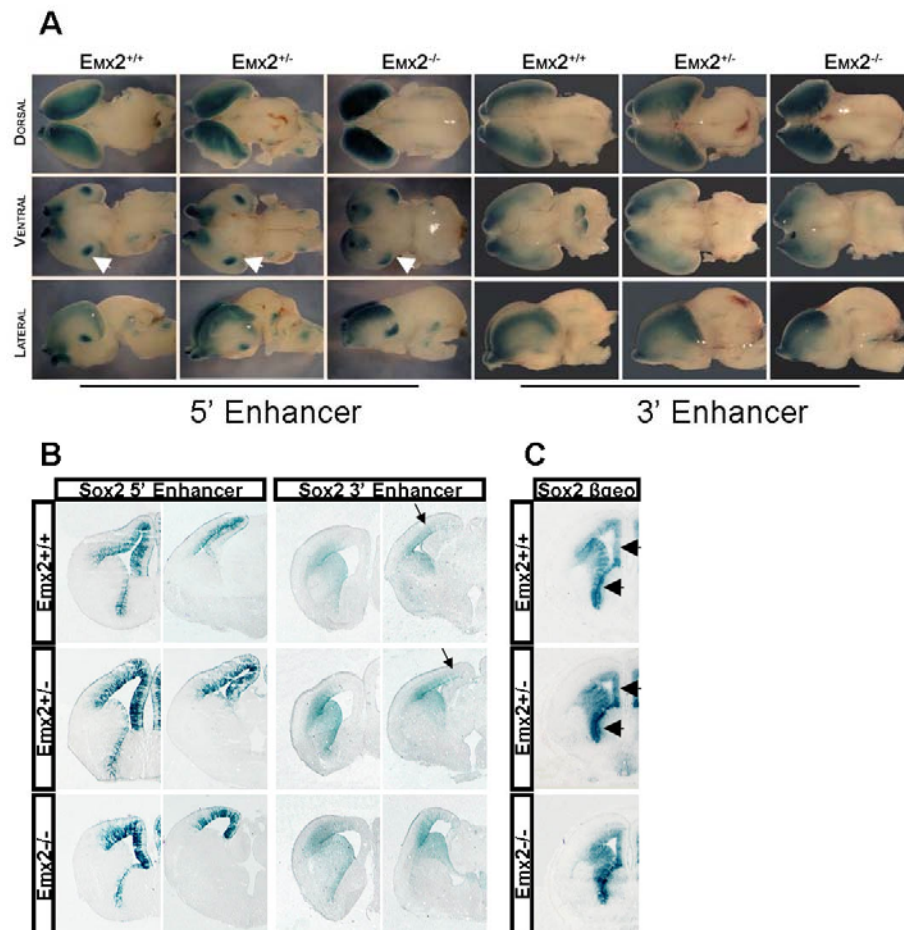 A
EMX2+/+ EMX2+/- EMX2-/- EMX2+/+ EMX2+/- EMX2-/-
DORSAL
VENTRAL
LATERAL
5' Enhancer 3' Enhancer
B C
Sox2 5' Enhancer Sox2 3' Enhancer Sox2 βgeo
Emx2+/+ Emx2+/+
Emx2+/- Emx2+/-
Emx2-/- Emx2-/-